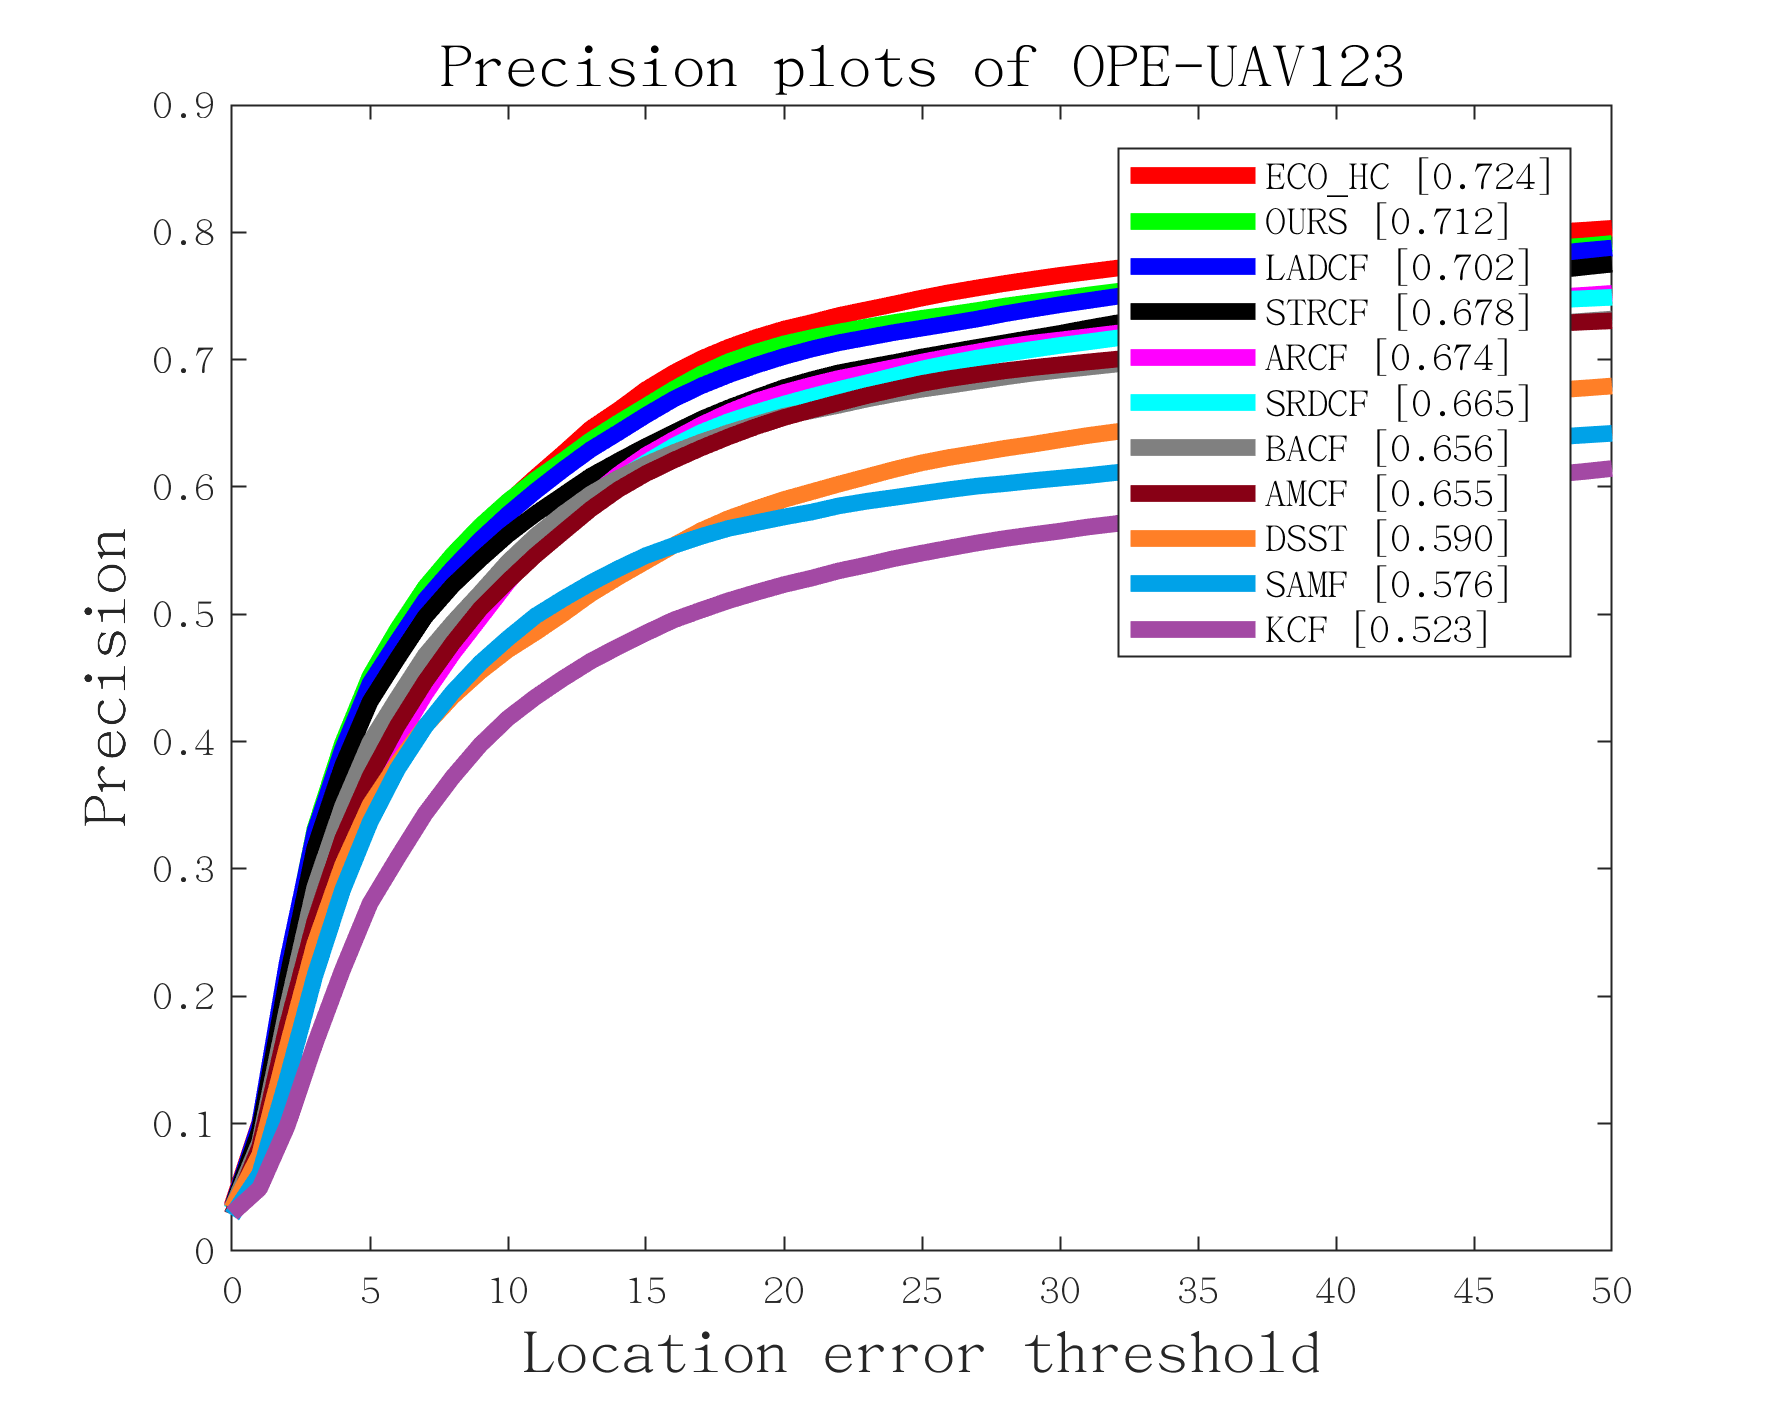 Precision plots of OPE-UAV123
0.9
0.8
0.7
0.6
0.5
0.4
0.3
0.2
0.1
0
Precision
ECO_HC [0.724]
OURS [0.712]
LADCF [0.702]
STRCF [0.678]
ARCF [0.674]
SRDCF [0.665]
BACF [0.656]
AMCF [0.655]
DSST [0.590]
SAMF [0.576]
KCF [0.523]
0 5 10 15 20 25 30 35 40 45 50
Location error threshold